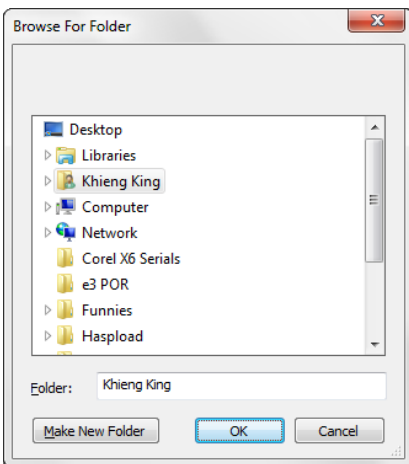 Browse For Folder
Desktop
Libraries
Khieng King
Computer
Network
Corel X6 Serials
e3 POR
Funnies
Haspload
Folder: Khieng King
Make New Folder OK Cancel